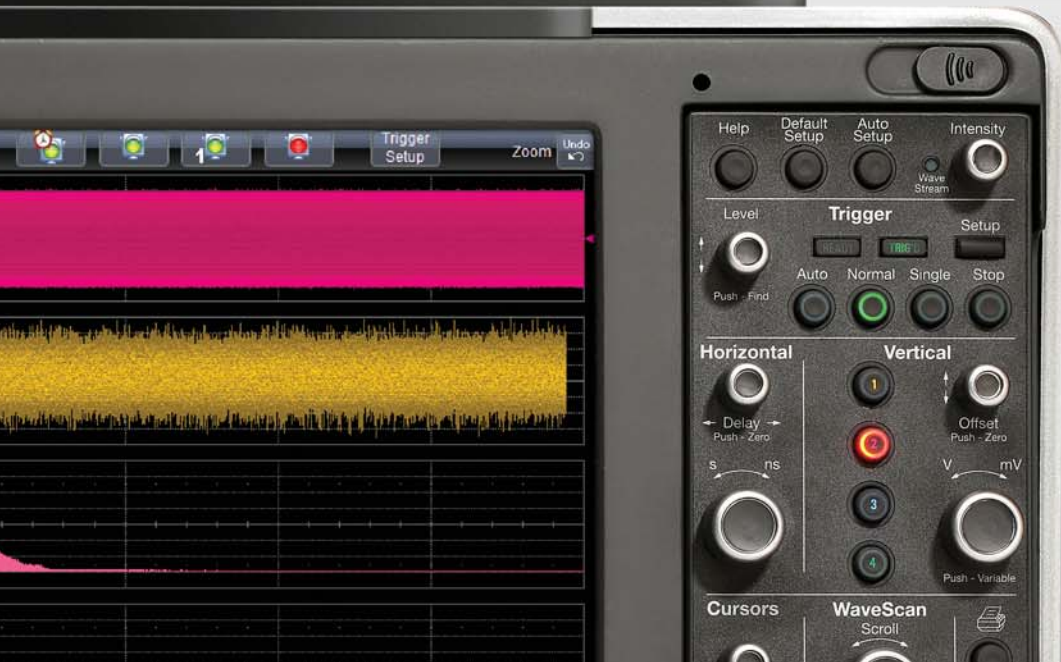 1
Trigger
Setup
Zoom
Undo
Help
Default
Setup
Auto
Setup
Intensity
Wave
Stream
Level
Trigger
Setup
READY
TRIG'D
Push - Find
Auto
Normal
Single
Stop
Horizontal
Vertical
1
Delay
Push - Zero
Offset
Push - Zero
2
s
ns
V
mV
3
4
Push - Variable
Cursors
WaveScan
Scroll